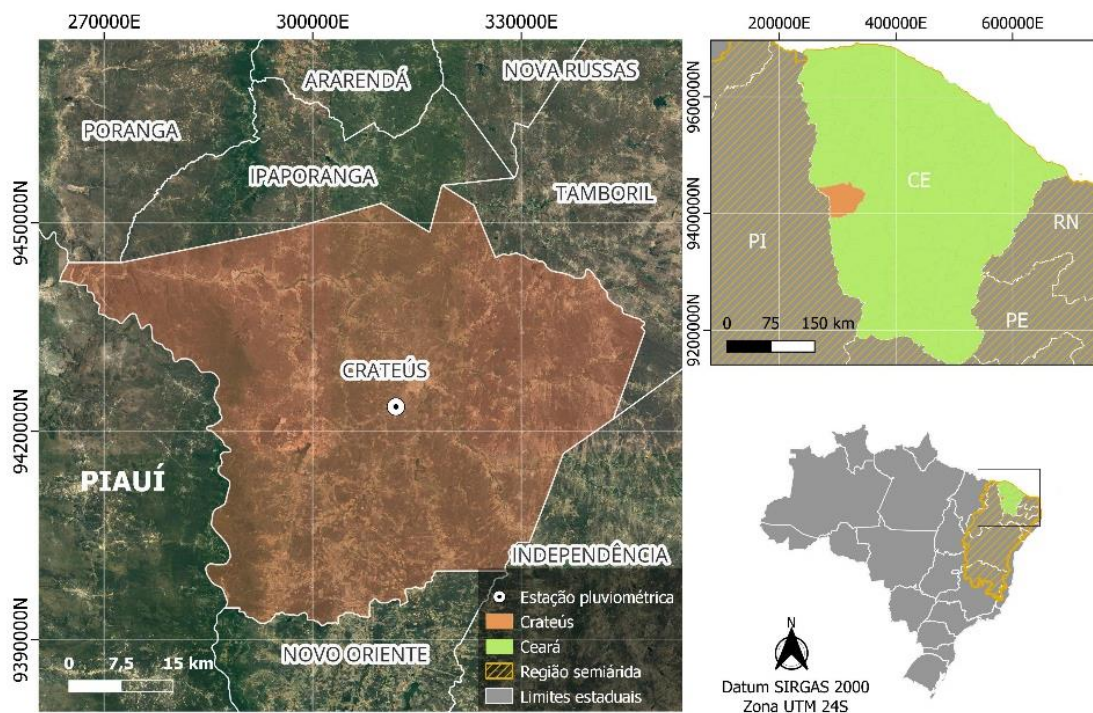 270000E
300000E
330000E
ARARENDÁ
NOVA RUSSAS
PORANGA
IPAPORANGA
TAMBORIL
9450000N
CRATEÚS
9420000N
PIAUÍ
INDEPENDÊNCIA
9390000N
NOVO ORIENTE
0 7,5 15 km
Estação pluviométrica
Crateús
Ceará
Região semiárida
Limites estaduais
200000E
400000E
600000E
9600000N
9400000N
9200000N
CE
PI
RN
PE
0 75 150 km
N
Datum SIRGAS 2000
Zona UTM 24S